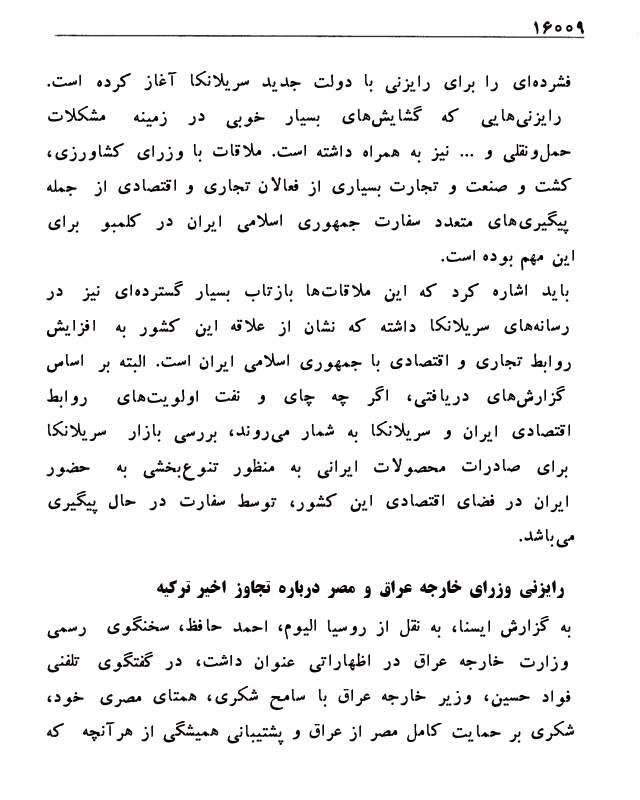 ۱۶۰۰۹
فشرده‌ای را برای رایزنی با دولت جدید سریلانکا آغاز کرده است.
رایزنی‌هایی که گشایش‌های بسیار خوبی در زمینه مشکلات
حمل‌ونقلی و ... نیز به همراه داشته است. ملاقات با وزرای کشاورزی،
کشت و صنعت و تجارت بسیاری از فعالان تجاری و اقتصادی از جمله
پیگیری‌های متعدد سفارت جمهوری اسلامی ایران در کلمبو برای
این مهم بوده است.
باید اشاره کرد که این ملاقات‌ها بازتاب بسیار گسترده‌ای نیز در
رسانه‌های سریلانکا داشته که نشان از علاقه این کشور به افزایش
روابط تجاری و اقتصادی با جمهوری اسلامی ایران است. البته بر اساس
گزارش‌های دریافتی، اگر چه چای و نفت اولویت‌های روابط
اقتصادی ایران و سریلانکا به شمار می‌روند، بررسی بازار سریلانکا
برای صادرات محصولات ایرانی به منظور تنوع‌بخشی به حضور
ایران در فضای اقتصادی این کشور، توسط سفارت در حال پیگیری
می‌باشد.
رایزنی وزرای خارجه عراق و مصر درباره تجاوز اخیر ترکیه
به گزارش ایسنا، به نقل از روسیا الیوم، احمد حافظ، سخنگوی رسمی
وزارت خارجه عراق در اظهاراتی عنوان داشت، در گفتگوی تلفنی
فواد حسین، وزیر خارجه عراق با سامح شکری، همتای مصری خود،
شکری بر حمایت کامل مصر از عراق و پشتیبانی همیشگی از هرآنچه که